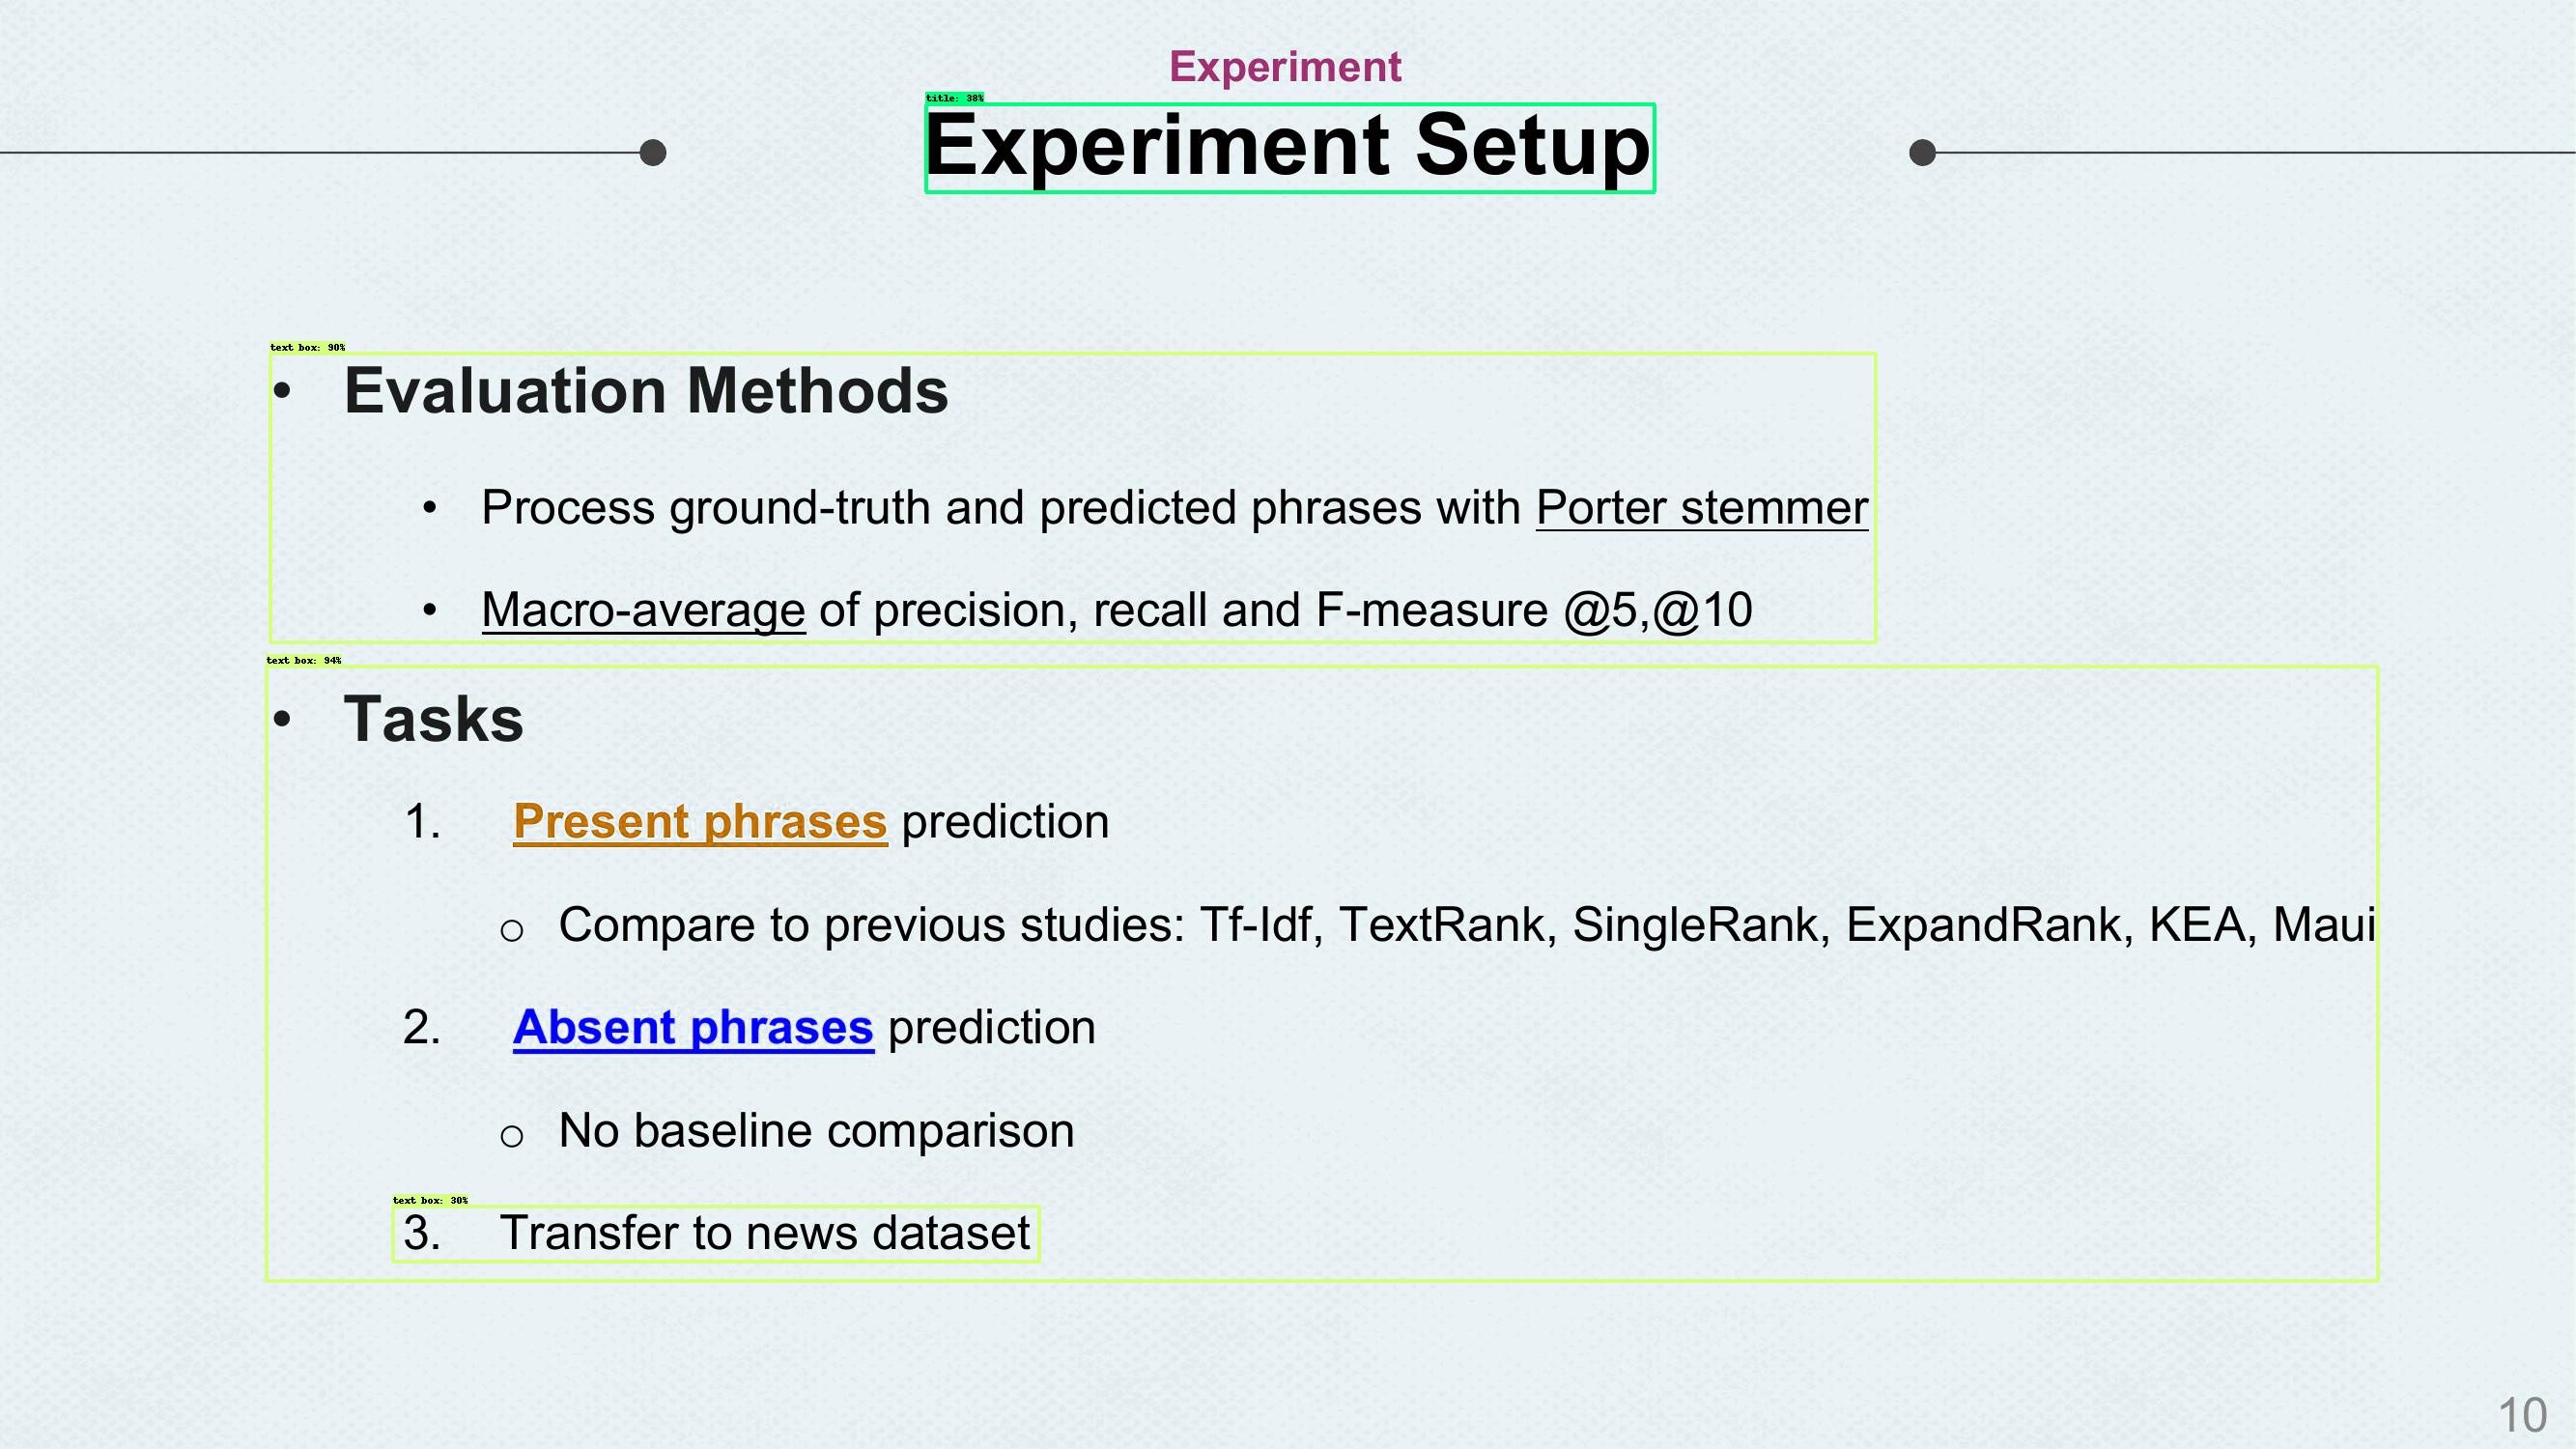 Experiment
title: 38%
Experiment Setup
text box: 90%
• Evaluation Methods
• Process ground-truth and predicted phrases with Porter stemmer
• Macro-average of precision, recall and F-measure @5,@10
text box: 94%
• Tasks
1. Present phrases prediction
o Compare to previous studies: Tf-Idf, TextRank, SingleRank, ExpandRank, KEA, Maui
2. Absent phrases prediction
o No baseline comparison
text box: 30%
3. Transfer to news dataset
10